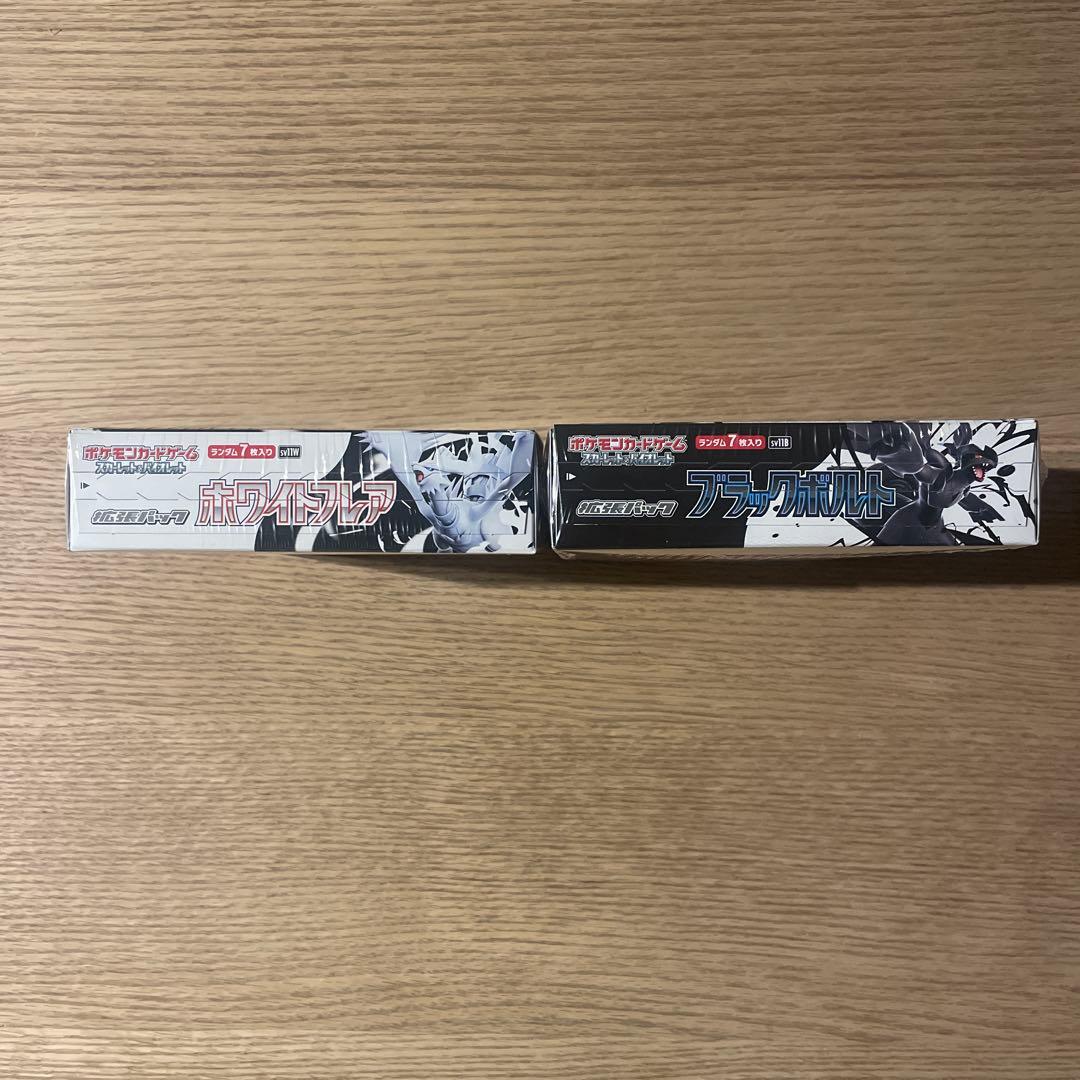 ポケモンカードゲーム
スカーレット&バイオレット
ランダム7枚入り
sv11W
拡張パック
ホワイトフレア
ポケモンカードゲーム
スカーレット&バイオレット
ランダム7枚入り
sv11B
拡張パック
ブラックボルト